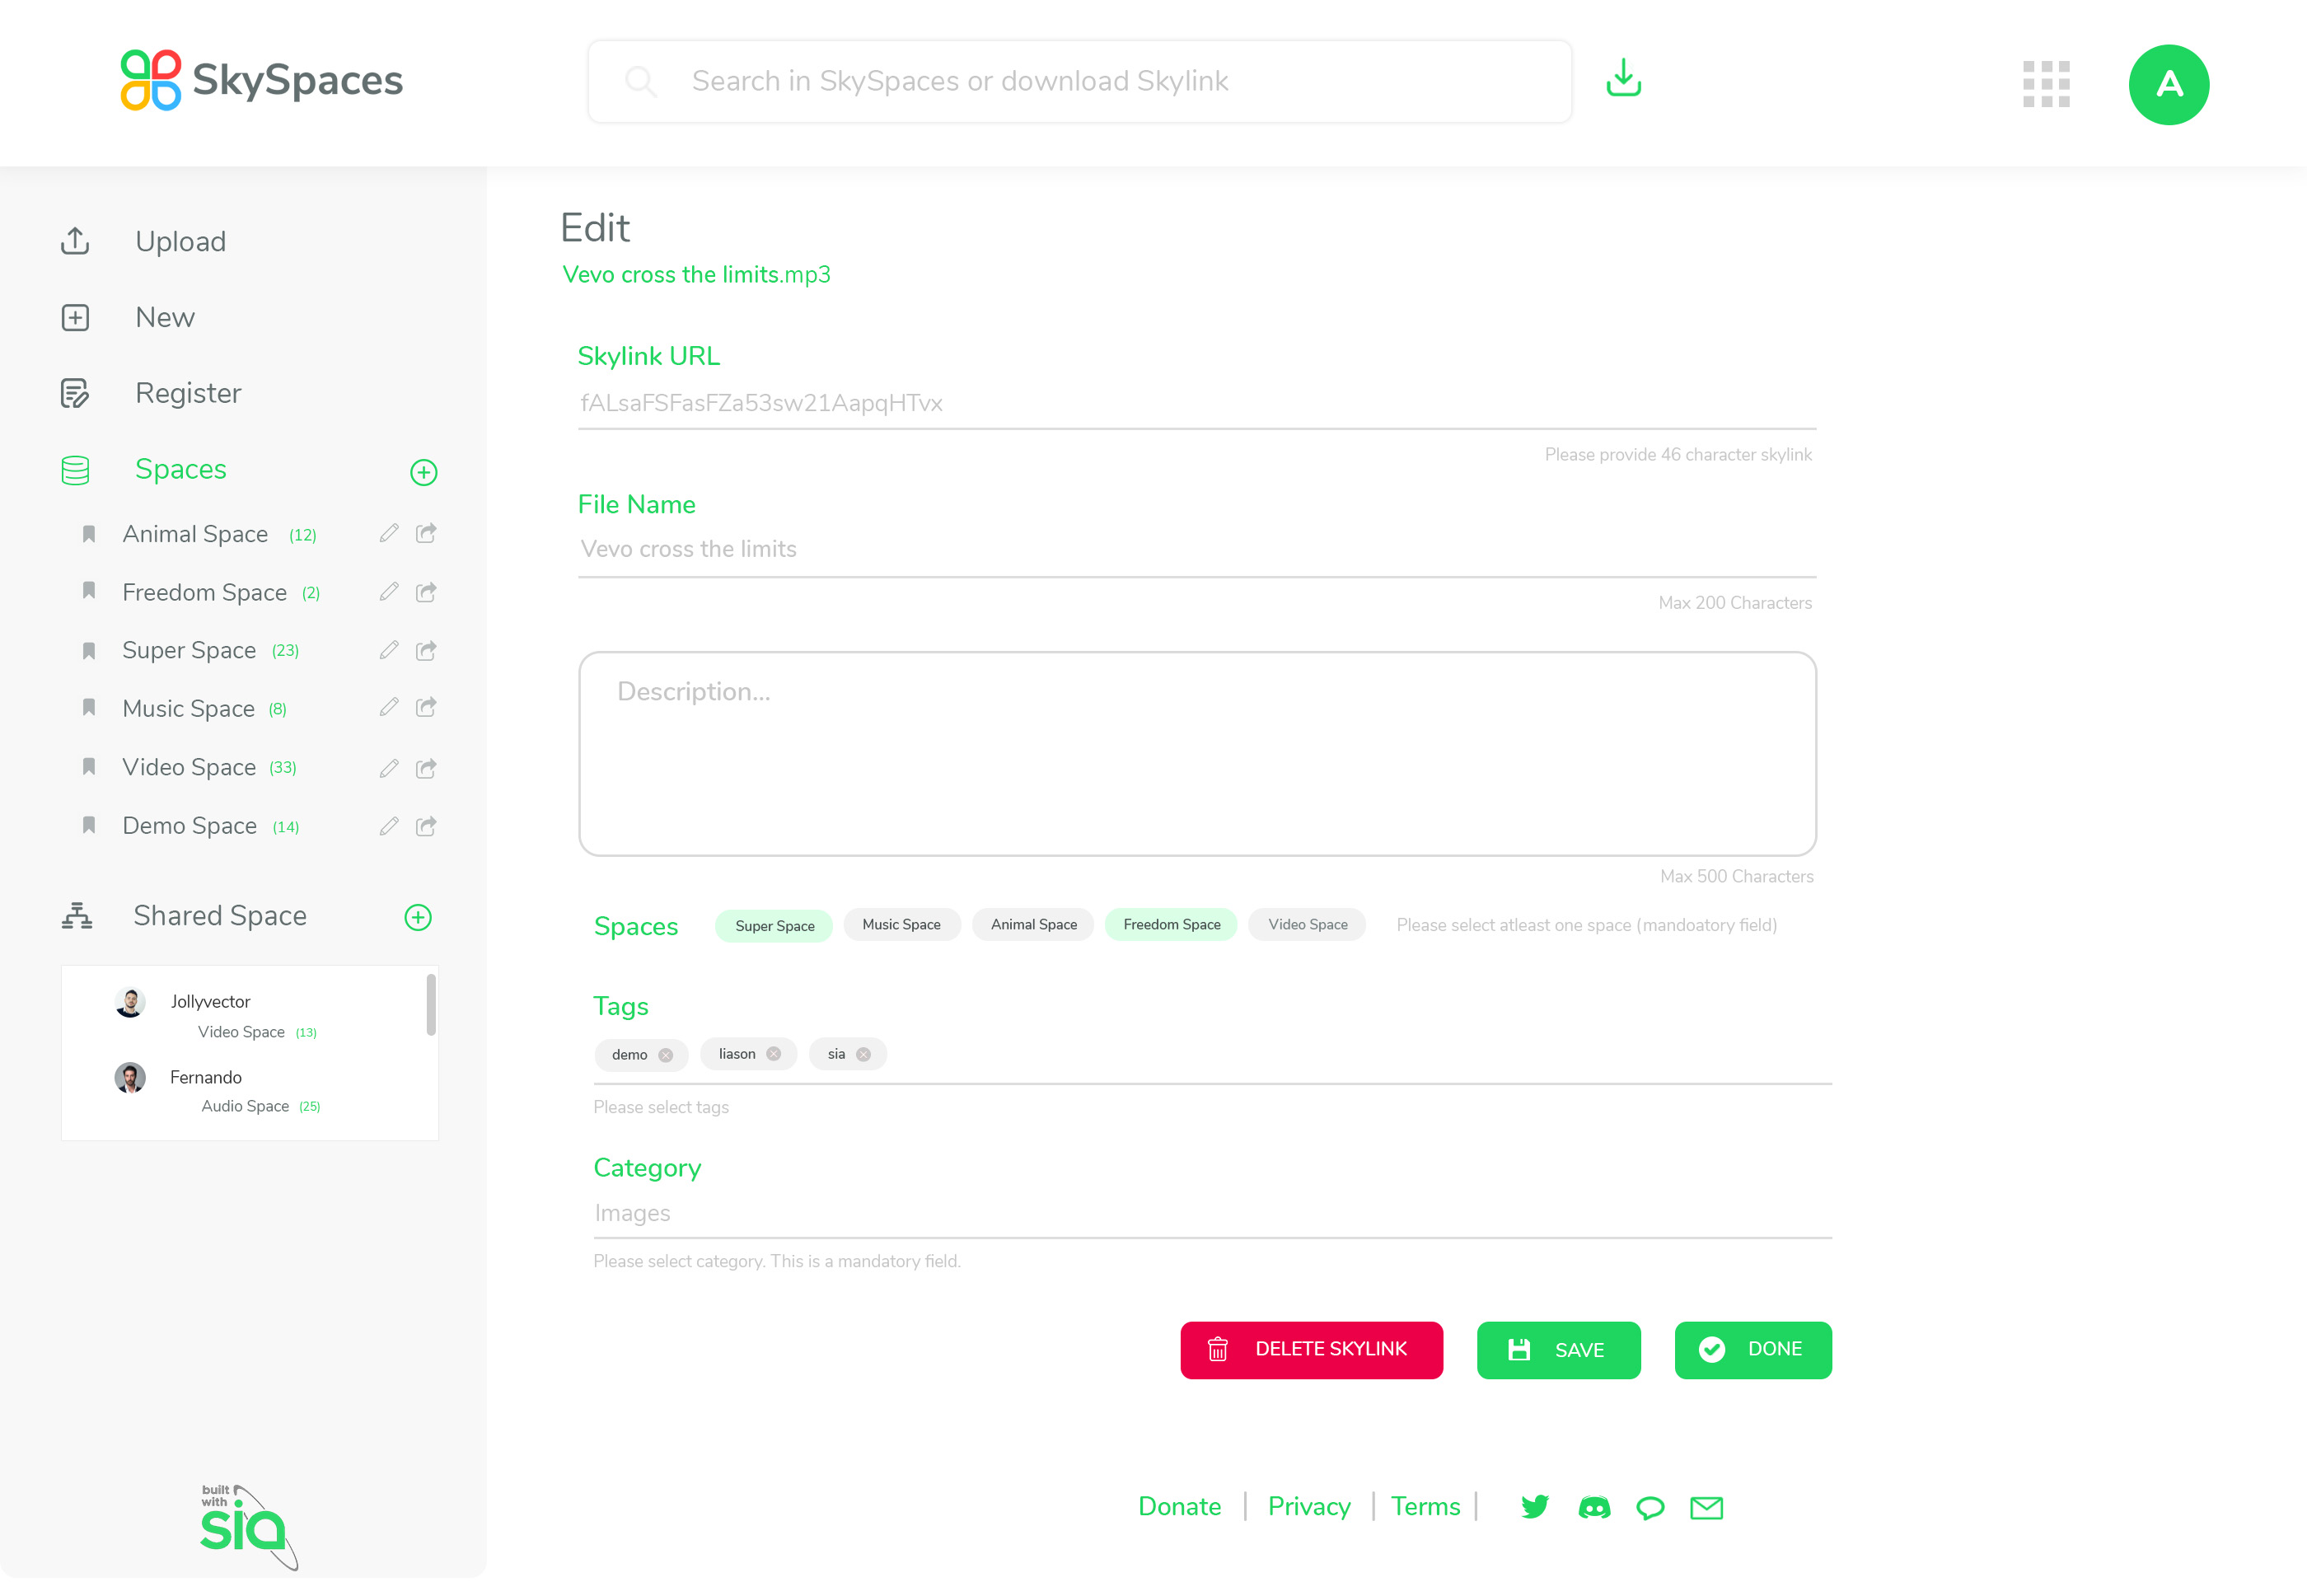 SkySpaces
Search in SkySpaces or download Skylink
A
Upload
New
Register
Spaces
Animal Space (12)
Freedom Space (2)
Super Space (23)
Music Space (8)
Video Space (33)
Demo Space (14)
Shared Space
Jollyvector
Video Space (13)
Fernando
Audio Space (25)
built
with
sia
Edit
Vevo cross the limits.mp3
Skylink URL
fALsaFSFasFZa53sw21AapqHTvx
Please provide 46 character skylink
File Name
Vevo cross the limits
Max 200 Characters
Description...
Max 500 Characters
Spaces Super Space Music Space Animal Space Freedom Space Video Space Please select atleast one space (mandoatory field)
Tags
demo liason sia
Please select tags
Category
Images
Please select category. This is a mandatory field.
DELETE SKYLINK SAVE DONE
Donate | Privacy | Terms |